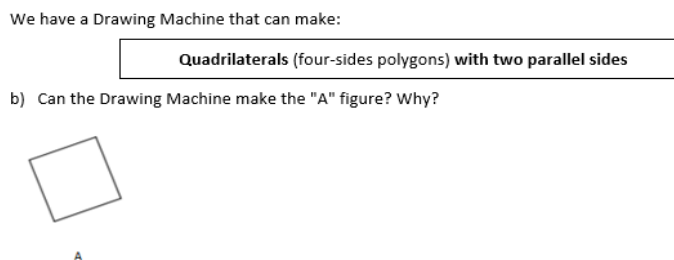 We have a Drawing Machine that can make:
Quadrilaterals (four-sides polygons) with two parallel sides
b) Can the Drawing Machine make the "A" figure? Why?
A